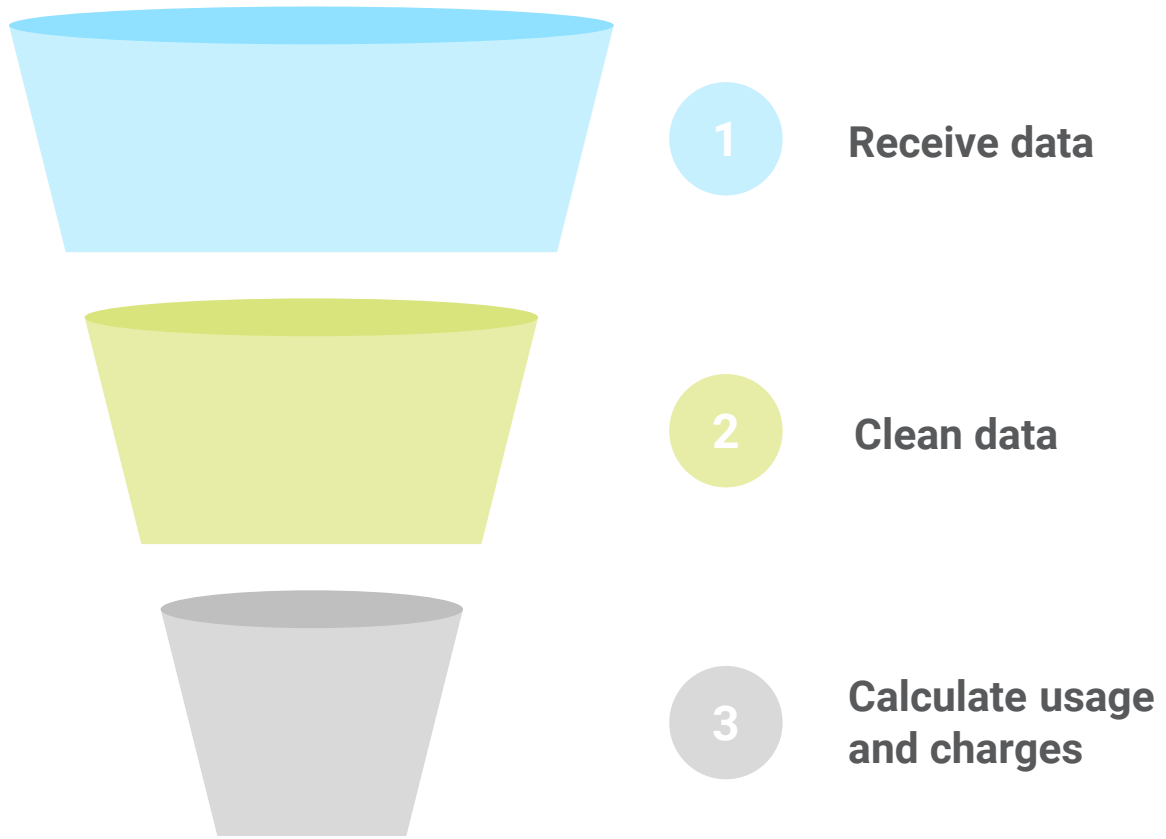 1
Receive data
2
Clean data
3
Calculate usage
and charges